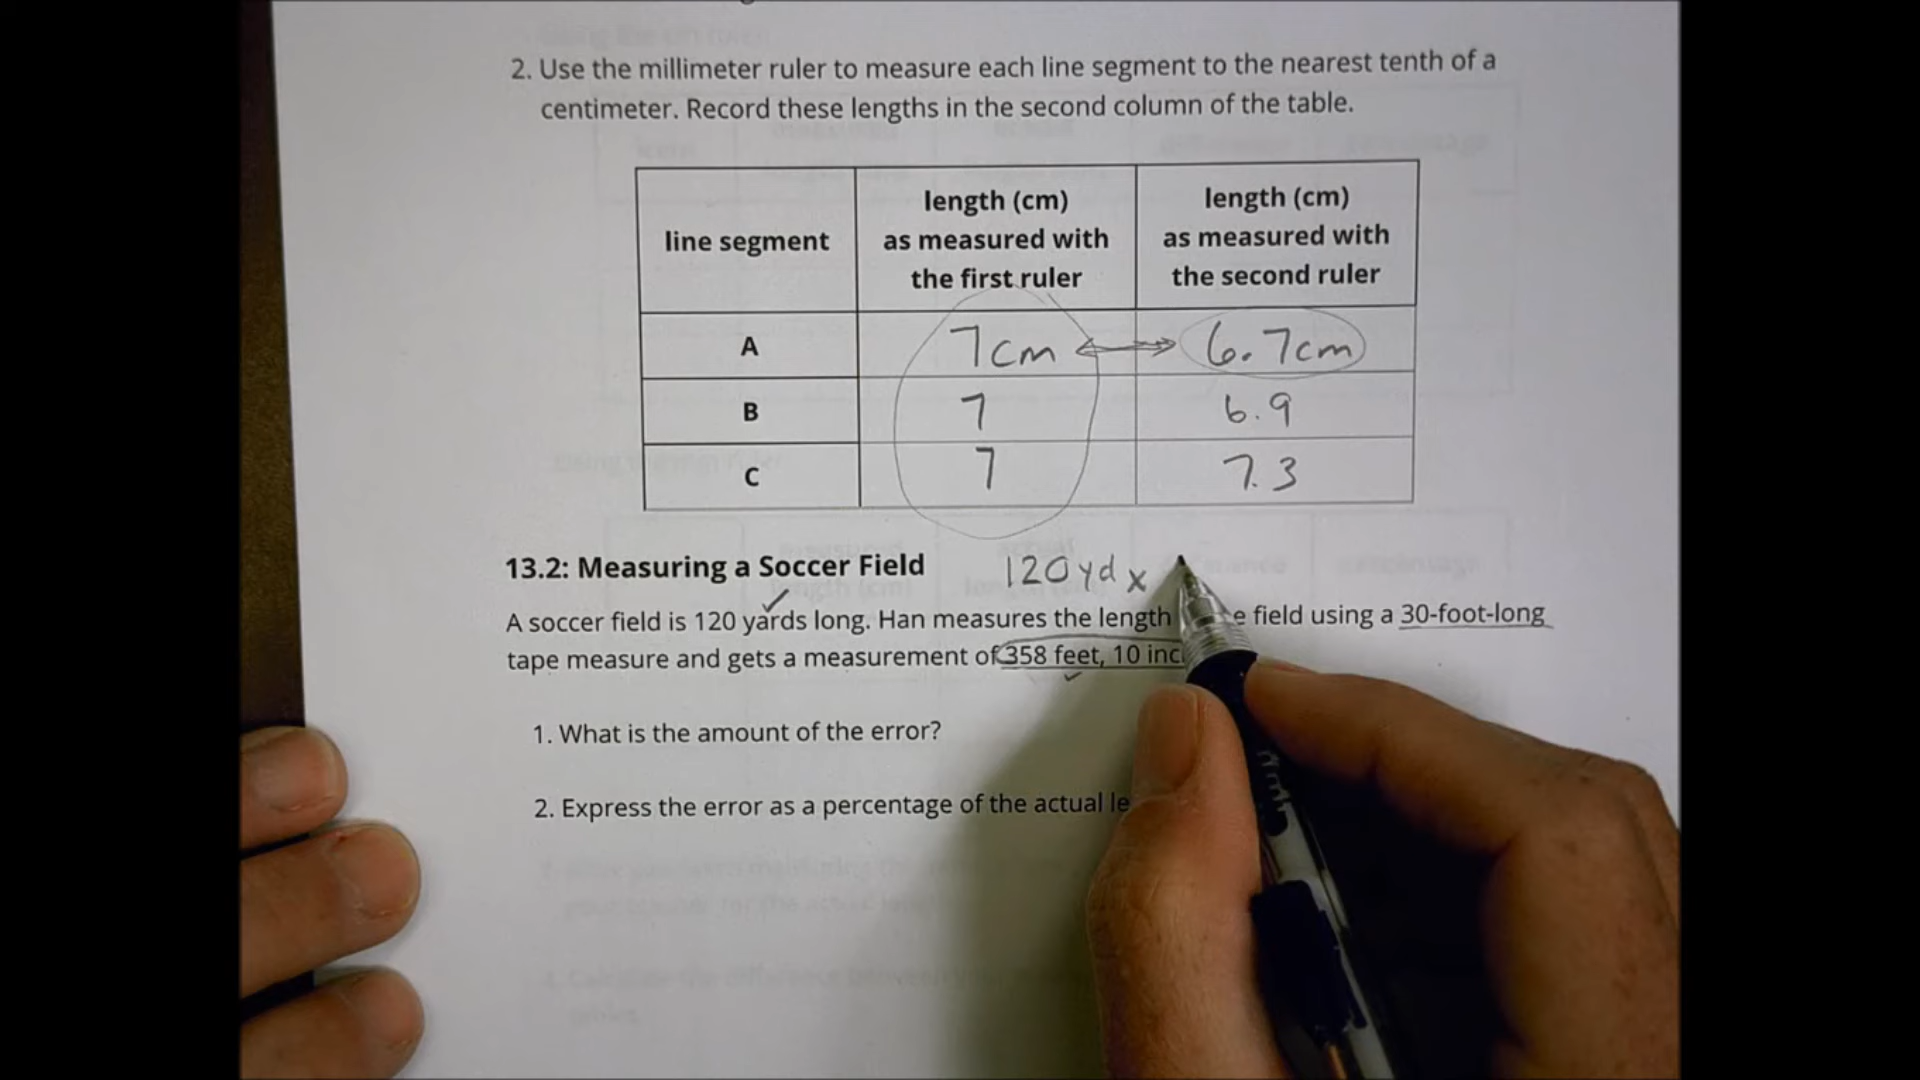 2. Use the millimeter ruler to measure each line segment to the nearest tenth of a
centimeter. Record these lengths in the second column of the table.
line segment
length (cm)
as measured with
the first ruler
length (cm)
as measured with
the second ruler
A
7cm
6.7cm
B
7
6.9
C
7
7.3
13.2: Measuring a Soccer Field
120yd x
A soccer field is 120 yards long. Han measures the length field using a 30-foot-long
tape measure and gets a measurement of 358 feet, 10
1. What is the amount of the error?
2. Express the error as a percentage of the actual